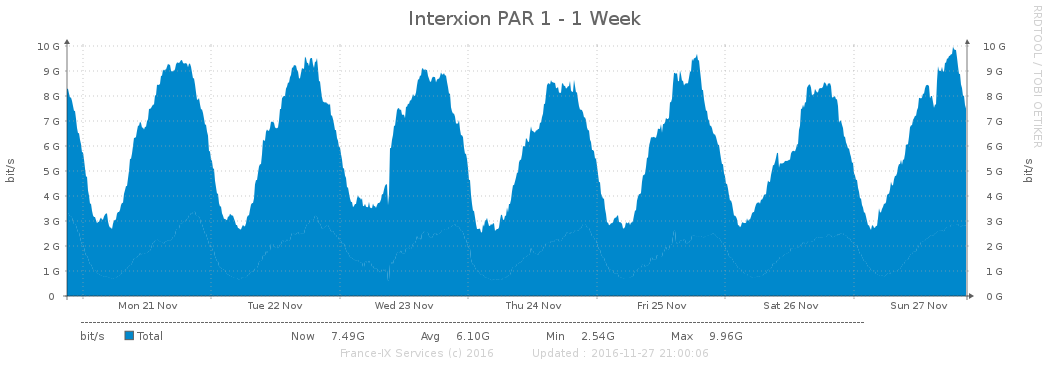 Interxion PAR 1 - 1 Week
RRDTOOL / TOBI OETIKER
10 G 10 G
9 G 9 G
8 G 8 G
7 G 7 G
6 G 6 G
5 G 5 G
4 G 4 G
3 G 3 G
2 G 2 G
1 G 1 G
0 0 G
bit/s
bit/s
Mon 21 Nov Tue 22 Nov Wed 23 Nov Thu 24 Nov Fri 25 Nov Sat 26 Nov Sun 27 Nov
bit/s Total Now 7.49G Avg 6.10G Min 2.54G Max 9.96G
France-IX Services (c) 2016 Updated : 2016-11-27 21:00:06